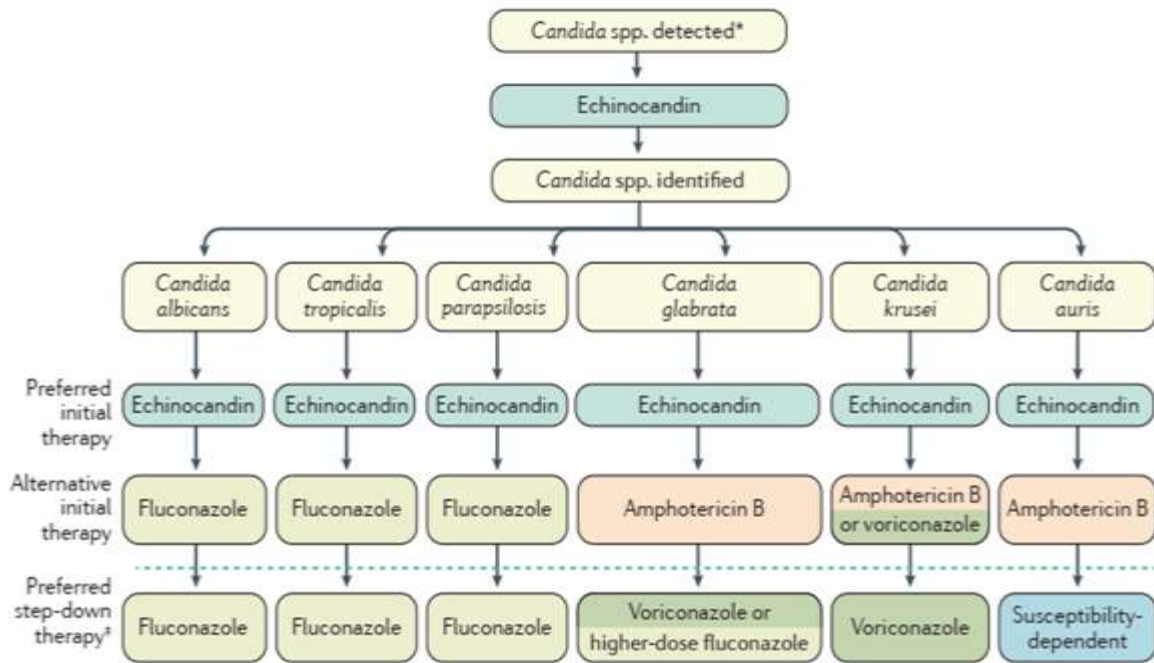 Candida spp. detected*
Echinocandin
Candida spp. identified
Candida
albicans
Candida
tropicalis
Candida
parapsilosis
Candida
glabrata
Candida
krusei
Candida
auris
Preferred
initial
therapy
Echinocandin
Echinocandin
Echinocandin
Echinocandin
Echinocandin
Echinocandin
Alternative
initial
therapy
Fluconazole
Fluconazole
Fluconazole
Amphotericin B
Amphotericin B
or voriconazole
Amphotericin B
Preferred
step-down
therapy‡
Fluconazole
Fluconazole
Fluconazole
Voriconazole or
higher-dose fluconazole
Voriconazole
Susceptibility-
dependent